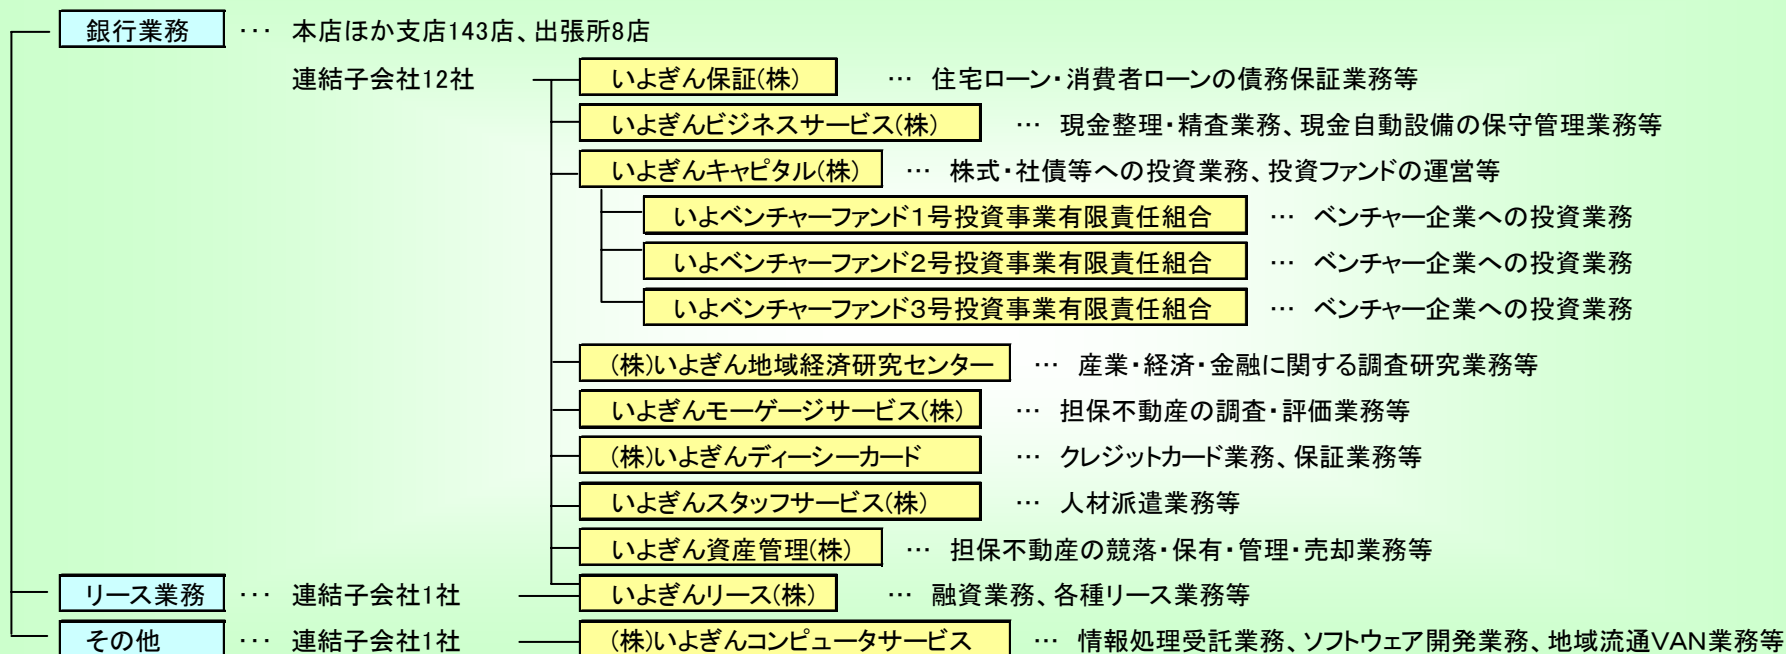 銀行業務 … 本店ほか支店143店、出張所8店
連結子会社12社 いよぎん保証(株) … 住宅ローン・消費者ローンの債務保証業務等
いよぎんビジネスサービス(株) … 現金整理・精査業務、現金自動設備の保守管理業務等
いよぎんキャピタル(株) … 株式・社債等への投資業務、投資ファンドの運営等
いよベンチャーファンド1号投資事業有限責任組合 … ベンチャー企業への投資業務
いよベンチャーファンド2号投資事業有限責任組合 … ベンチャー企業への投資業務
いよベンチャーファンド3号投資事業有限責任組合 … ベンチャー企業への投資業務
(株)いよぎん地域経済研究センター … 産業・経済・金融に関する調査研究業務等
いよぎんモーゲージサービス(株) … 担保不動産の調査・評価業務等
(株)いよぎんディーシーカード … クレジットカード業務、保証業務等
いよぎんスタッフサービス(株) … 人材派遣業務等
いよぎん資産管理(株) … 担保不動産の競落・保有・管理・売却業務等
リース業務 … 連結子会社1社 いよぎんリース(株) … 融資業務、各種リース業務等
その他 … 連結子会社1社 (株)いよぎんコンピュータサービス … 情報処理受託業務、ソフトウェア開発業務、地域流通VAN業務等